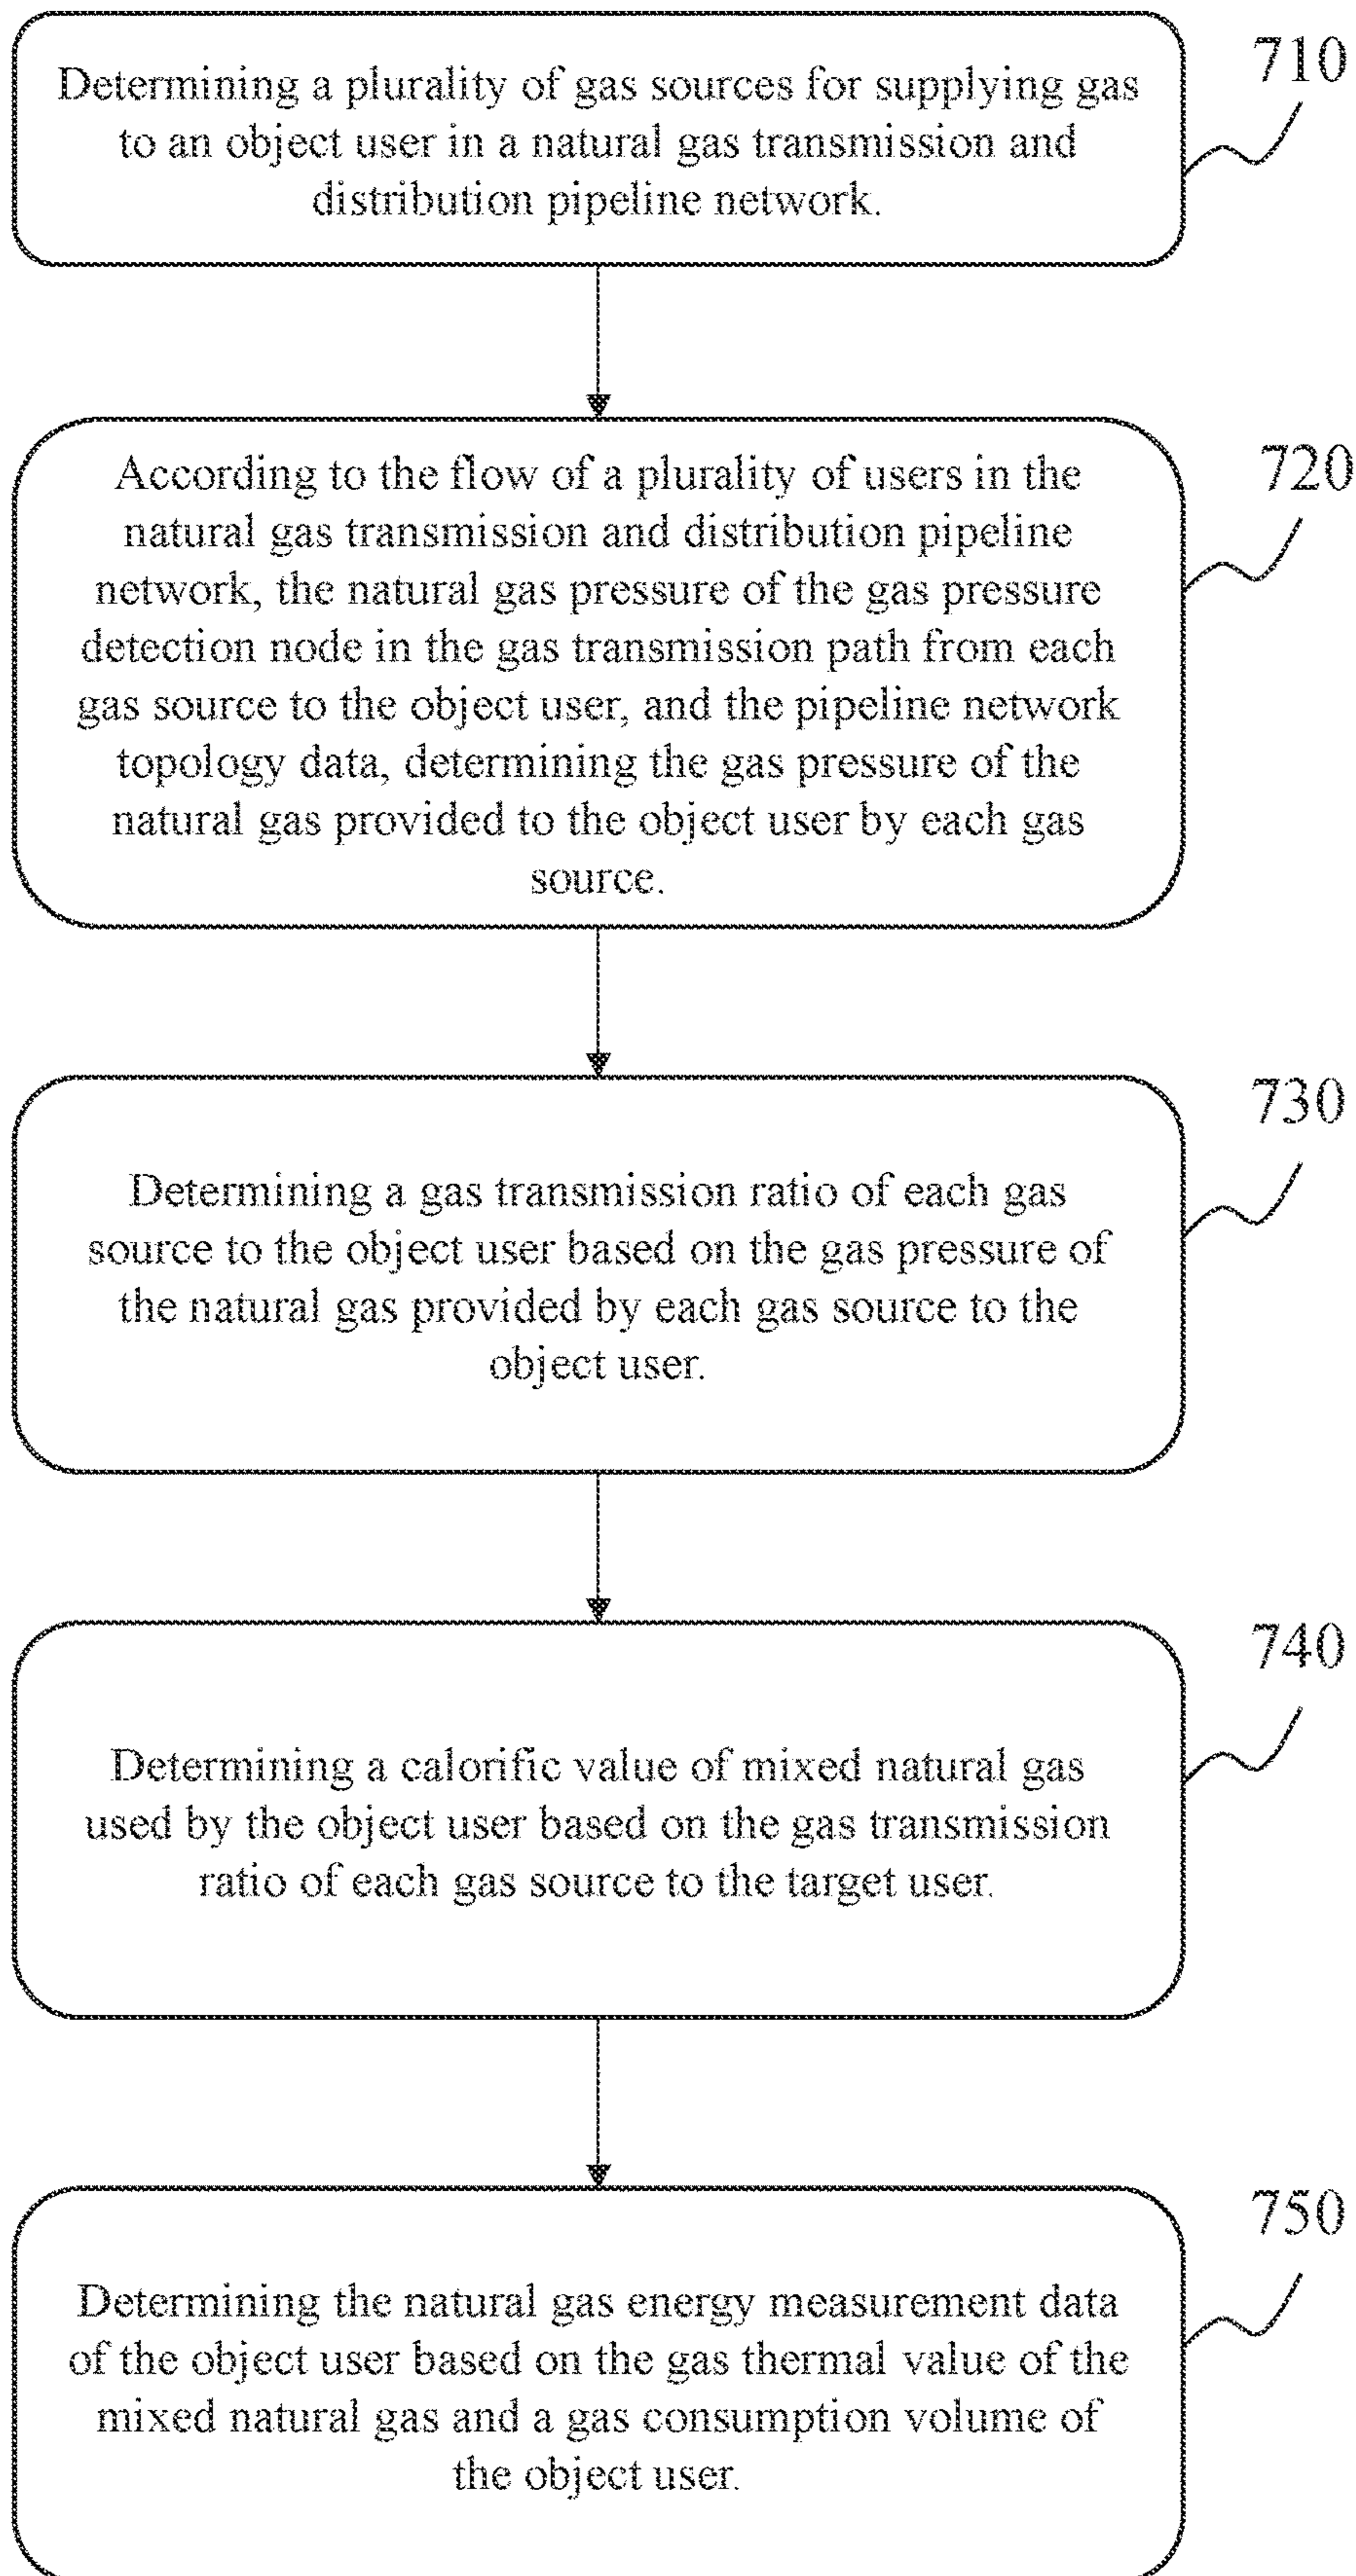 Determining a plurality of gas sources for supplying gas
to an object user in a natural gas transmission and
distribution pipeline network.
710
According to the flow of a plurality of users in the
natural gas transmission and distribution pipeline
network, the natural gas pressure of the gas pressure
detection node in the gas transmission path from each
gas source to the object user, and the pipeline network
topology data, determining the gas pressure of the
natural gas provided to the object user by each gas
source.
720
Determining a gas transmission ratio of each gas
source to the object user based on the gas pressure of
the natural gas provided by each gas source to the
object user.
730
Determining a calorific value of mixed natural gas
used by the object user based on the gas transmission
ratio of each gas source to the target user.
740
Determining the natural gas energy measurement data
of the object user based on the gas thermal value of the
mixed natural gas and a gas consumption volume of
the object user.
750